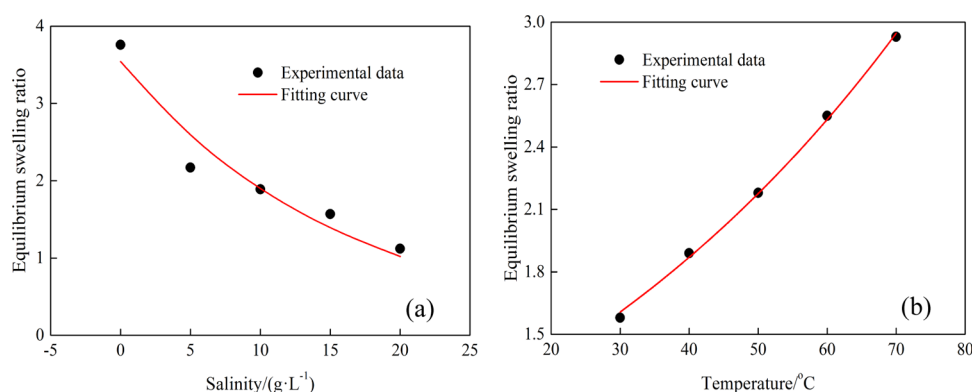 Equilibrium swelling ratio
4
3
2
1
0
Experimental data
Fitting curve
(a)
-5 0 5 10 15 20 25
Salinity/(g·L⁻¹)
Equilibrium swelling ratio
3.0
2.7
2.4
2.1
1.8
1.5
Experimental data
Fitting curve
(b)
20 30 40 50 60 70 80
Temperature/°C